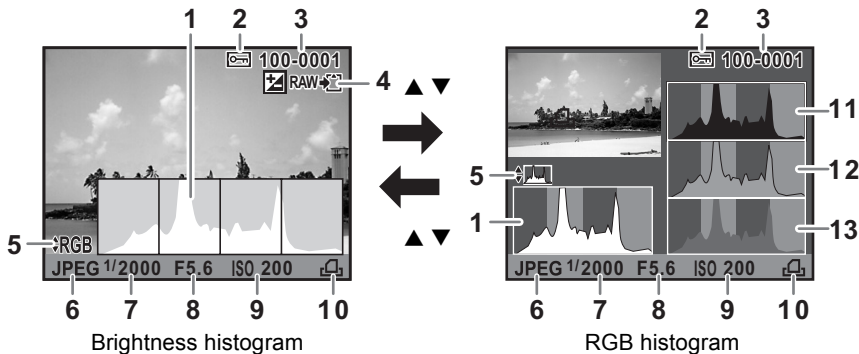 1 2 3
100-0001
RAW
4
5
RGB
JPEG 1/2000 F5.6 ISO 200
6 7 8 9 10
Brightness histogram
▲ ▼
▲ ▼
2 3
100-0001
11
12
13
5
1
JPEG 1/2000 F5.6 ISO 200
6 7 8 9 10
RGB histogram